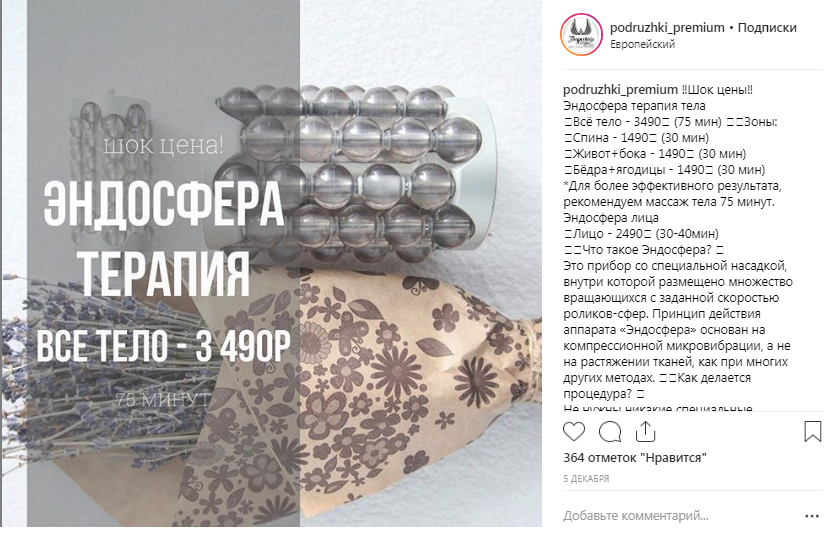 шок цена!
ЭНДОСФЕРА
ТЕРАПИЯ
ВСЕ ТЕЛО - 3 490Р
75 МИНУТ
podruzhki_premium • Подписки
Европейский
podruzhki_premium ‼Шок цены‼
Эндосфера терапия тела
□Всё тело - 3490□ (75 мин) □□Зоны:
□Спина - 1490□ (30 мин)
□Живот+бока - 1490□ (30 мин)
□Бёдра+ягодицы - 1490□ (30 мин)
*Для более эффективного результата,
рекомендуем массаж тела 75 минут.
Эндосфера лица
□Лицо - 2490□ (30-40мин)
□□Что такое Эндосфера? □
Это прибор со специальной насадкой,
внутри которой размещено множество
вращающихся с заданной скоростью
роликов-сфер. Принцип действия
аппарата «Эндосфера» основан на
компрессионной микровибрации, а не
на растяжении тканей, как при многих
других методах. □□Как делается
процедура? □
Не нужны никакие специальные
364 отметок "Нравится"
5 ДЕКАБРЯ
Добавьте комментарий...